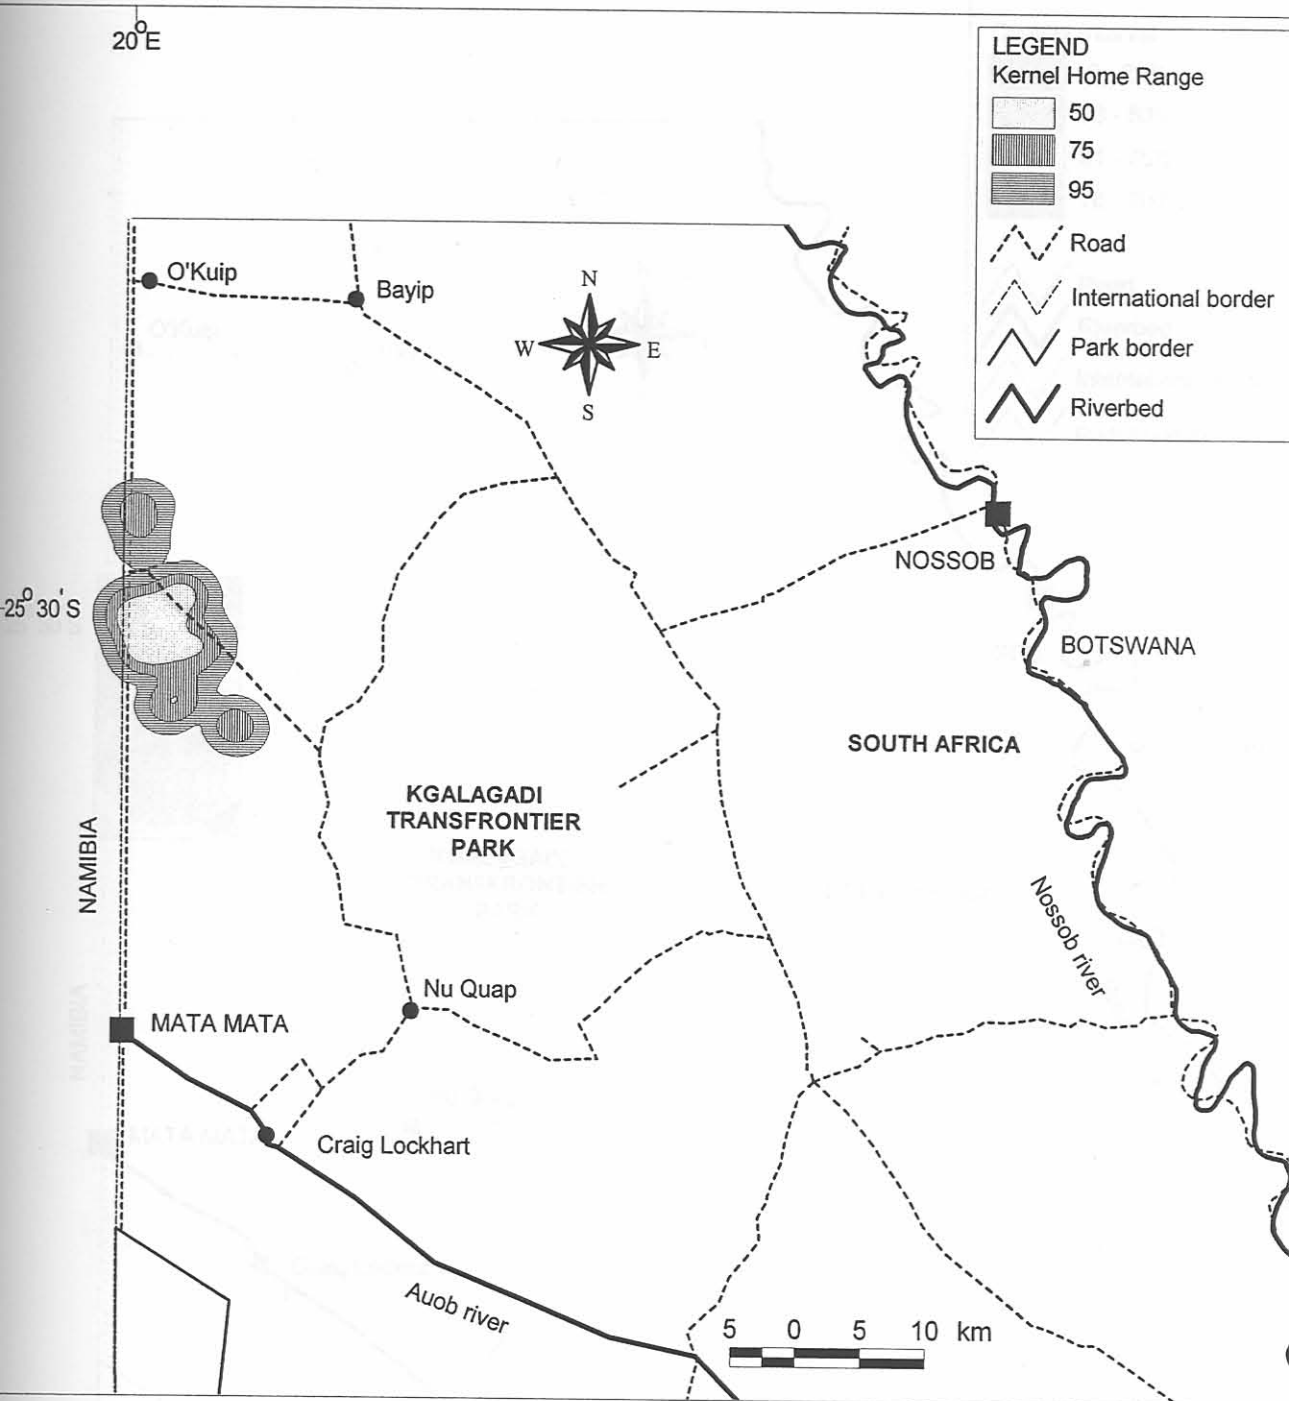 20°E
LEGEND
Kernel Home Range
50
75
95
Road
International border
Park border
Riverbed
O'Kuip
Bayip
N
W
E
S
NOSSOB
25° 30' S
BOTSWANA
SOUTH AFRICA
KGALAGADI
TRANSFRONTIER
PARK
NAMIBIA
Nossob river
Nu Quap
MATA MATA
Craig Lockhart
Auob river
5 0 5 10 km